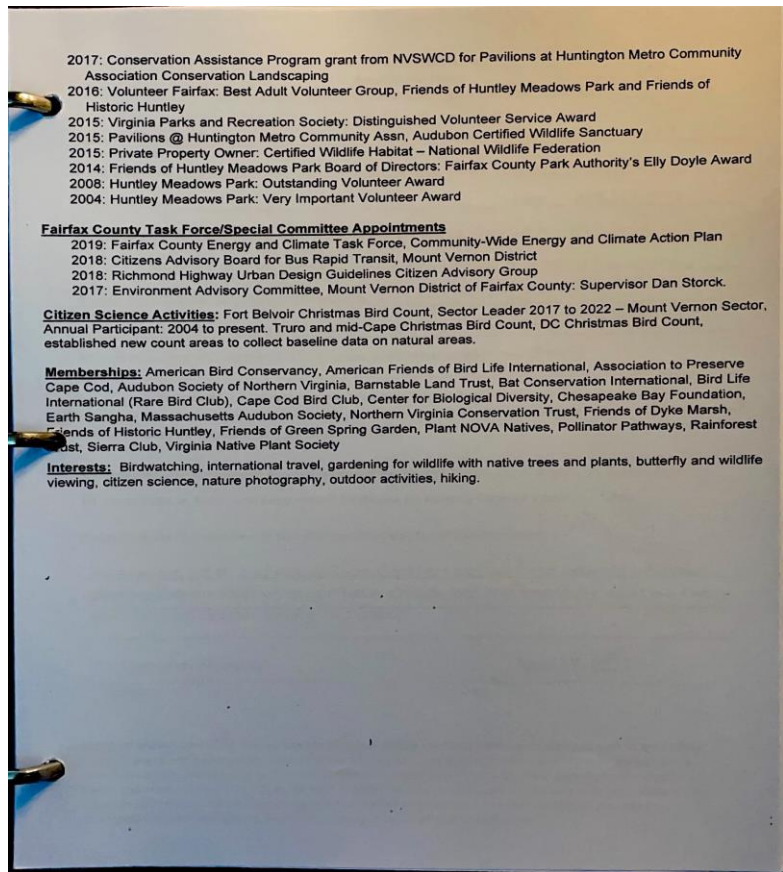 2017: Conservation Assistance Program grant from NVSWCD for Pavilions at Huntington Metro Community
Association Conservation Landscaping
2016: Volunteer Fairfax: Best Adult Volunteer Group, Friends of Huntley Meadows Park and Friends of
Historic Huntley
2015: Virginia Parks and Recreation Society: Distinguished Volunteer Service Award
2015: Pavilions @ Huntington Metro Community Assn, Audubon Certified Wildlife Sanctuary
2015: Private Property Owner: Certified Wildlife Habitat – National Wildlife Federation
2014: Friends of Huntley Meadows Park Board of Directors: Fairfax County Park Authority's Elly Doyle Award
2008: Huntley Meadows Park: Outstanding Volunteer Award
2004: Huntley Meadows Park: Very Important Volunteer Award
Fairfax County Task Force/Special Committee Appointments
2019: Fairfax County Energy and Climate Task Force, Community-Wide Energy and Climate Action Plan
2018: Citizens Advisory Board for Bus Rapid Transit, Mount Vernon District
2018: Richmond Highway Urban Design Guidelines Citizen Advisory Group
2017: Environment Advisory Committee, Mount Vernon District of Fairfax County: Supervisor Dan Storck.
Citizen Science Activities: Fort Belvoir Christmas Bird Count, Sector Leader 2017 to 2022 – Mount Vernon Sector,
Annual Participant: 2004 to present. Truro and mid-Cape Christmas Bird Count, DC Christmas Bird Count,
established new count areas to collect baseline data on natural areas.
Memberships: American Bird Conservancy, American Friends of Bird Life International, Association to Preserve
Cape Cod, Audubon Society of Northern Virginia, Barnstable Land Trust, Bat Conservation International, Bird Life
International (Rare Bird Club), Cape Cod Bird Club, Center for Biological Diversity, Chesapeake Bay Foundation,
Earth Sangha, Massachusetts Audubon Society, Northern Virginia Conservation Trust, Friends of Dyke Marsh,
Friends of Historic Huntley, Friends of Green Spring Garden, Plant NOVA Natives, Pollinator Pathways, Rainforest
Trust, Sierra Club, Virginia Native Plant Society
Interests: Birdwatching, international travel, gardening for wildlife with native trees and plants, butterfly and wildlife
viewing, citizen science, nature photography, outdoor activities, hiking.